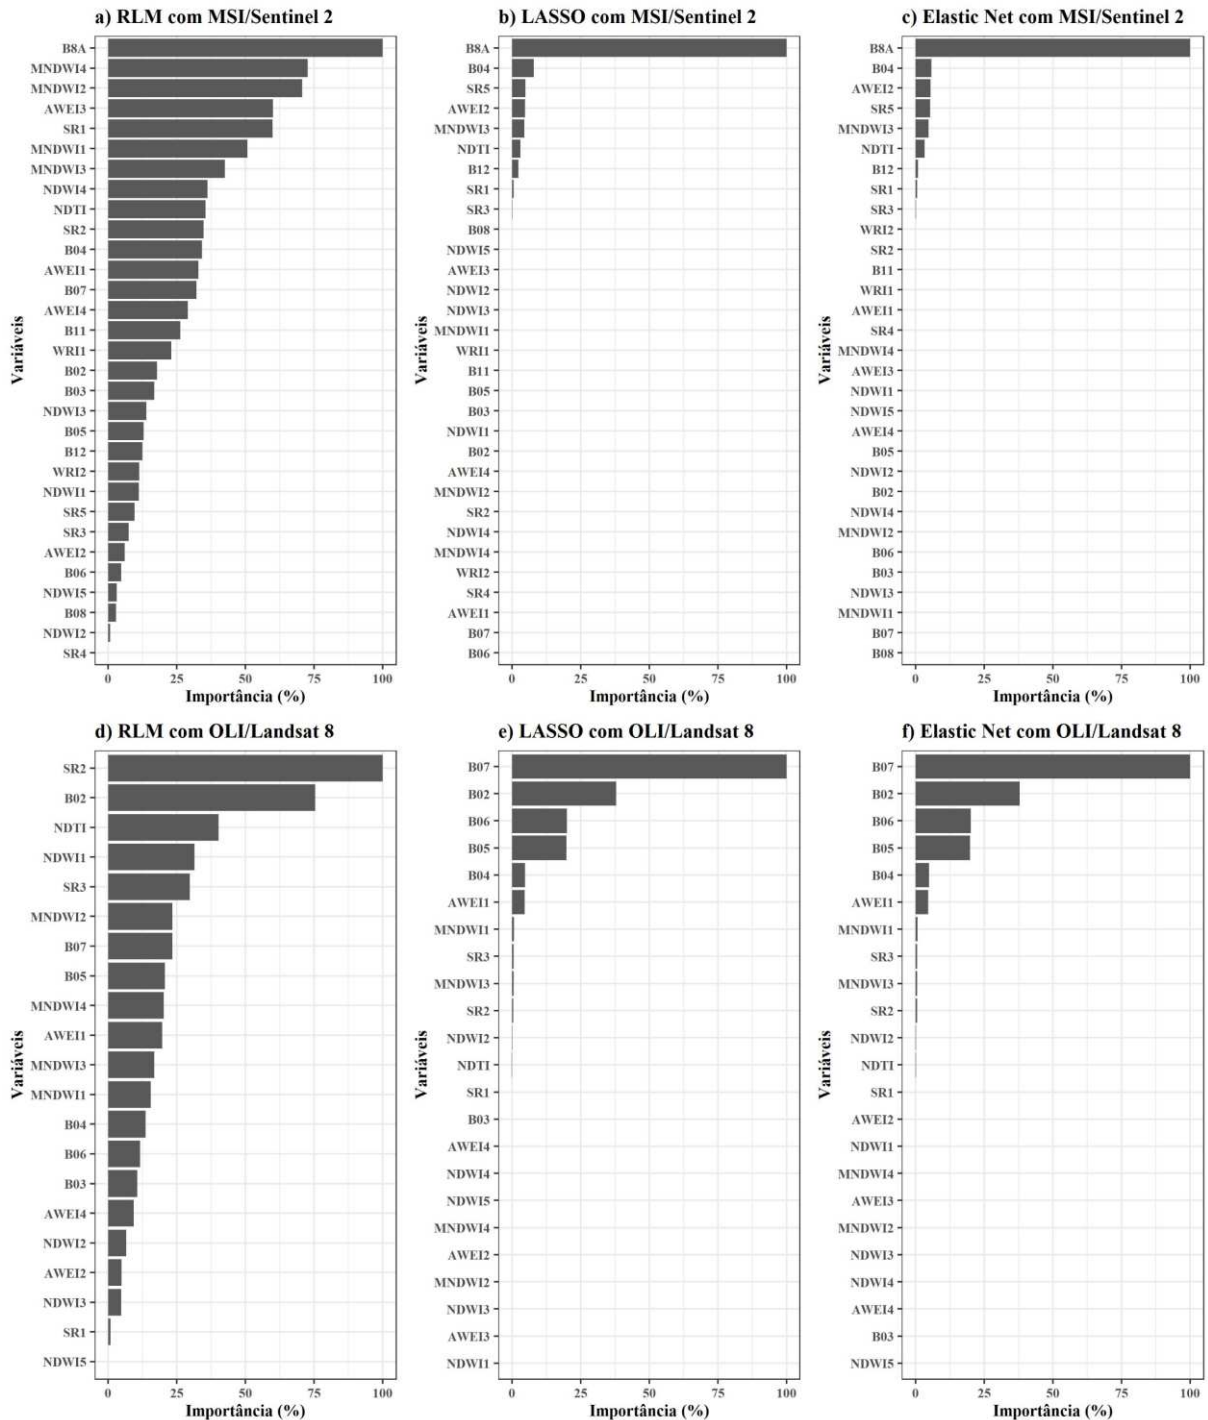 a) RLM com MSI/Sentinel 2
B8A
MNDWI4
MNDWI2
AWEI3
SR1
MNDWI1
MNDWI3
NDWI4
NDTI
SR2
B04
AWEI1
B07
AWEI4
B11
WRI1
B02
B03
NDWI3
B05
B12
WRI2
NDWI1
SR5
SR3
AWEI2
B06
NDWI5
B08
NDWI2
SR4
Variáveis
0 25 50 75 100
Importância (%)
b) LASSO com MSI/Sentinel 2
B8A
B04
SR5
AWEI2
MNDWI3
NDTI
B12
SR1
SR3
B08
NDWI5
AWEI3
NDWI2
NDWI3
MNDWI1
WRI1
B11
B05
B03
NDWI1
B02
AWEI4
MNDWI2
SR2
NDWI4
MNDWI4
WRI2
SR4
AWEI1
B07
B06
Variáveis
0 25 50 75 100
Importância (%)
c) Elastic Net com MSI/Sentinel 2
B8A
B04
AWEI2
SR5
MNDWI3
NDTI
B12
SR1
SR3
WRI2
SR2
B11
WRI1
AWEI1
SR4
MNDWI4
AWEI3
NDWI1
NDWI5
AWEI4
B05
NDWI2
B02
NDWI4
MNDWI2
B06
B03
NDWI3
MNDWI1
B07
B08
Variáveis
0 25 50 75 100
Importância (%)
d) RLM com OLI/Landsat 8
SR2
B02
NDTI
NDWI1
SR3
MNDWI2
B07
B05
MNDWI4
AWEI1
MNDWI3
MNDWI1
B04
B06
B03
AWEI4
NDWI2
AWEI2
NDWI3
SR1
NDWI5
Variáveis
0 25 50 75 100
Importância (%)
e) LASSO com OLI/Landsat 8
B07
B02
B06
B05
B04
AWEI1
MNDWI1
SR3
MNDWI3
SR2
NDWI2
NDTI
SR1
B03
AWEI4
NDWI4
NDWI5
MNDWI4
AWEI2
MNDWI2
NDWI3
AWEI3
NDWI1
Variáveis
0 25 50 75 100
Importância (%)
f) Elastic Net com OLI/Landsat 8
B07
B02
B06
B05
B04
AWEI1
MNDWI1
SR3
MNDWI3
SR2
NDWI2
NDTI
SR1
AWEI2
NDWI1
MNDWI4
AWEI3
MNDWI2
NDWI3
NDWI4
AWEI4
B03
NDWI5
Variáveis
0 25 50 75 100
Importância (%)